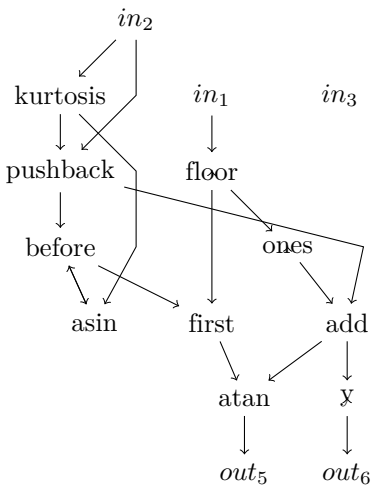 in₂
kurtosis in₁ in₃
pushback floor
before ones
asin first add
atan y
out₅ out₆